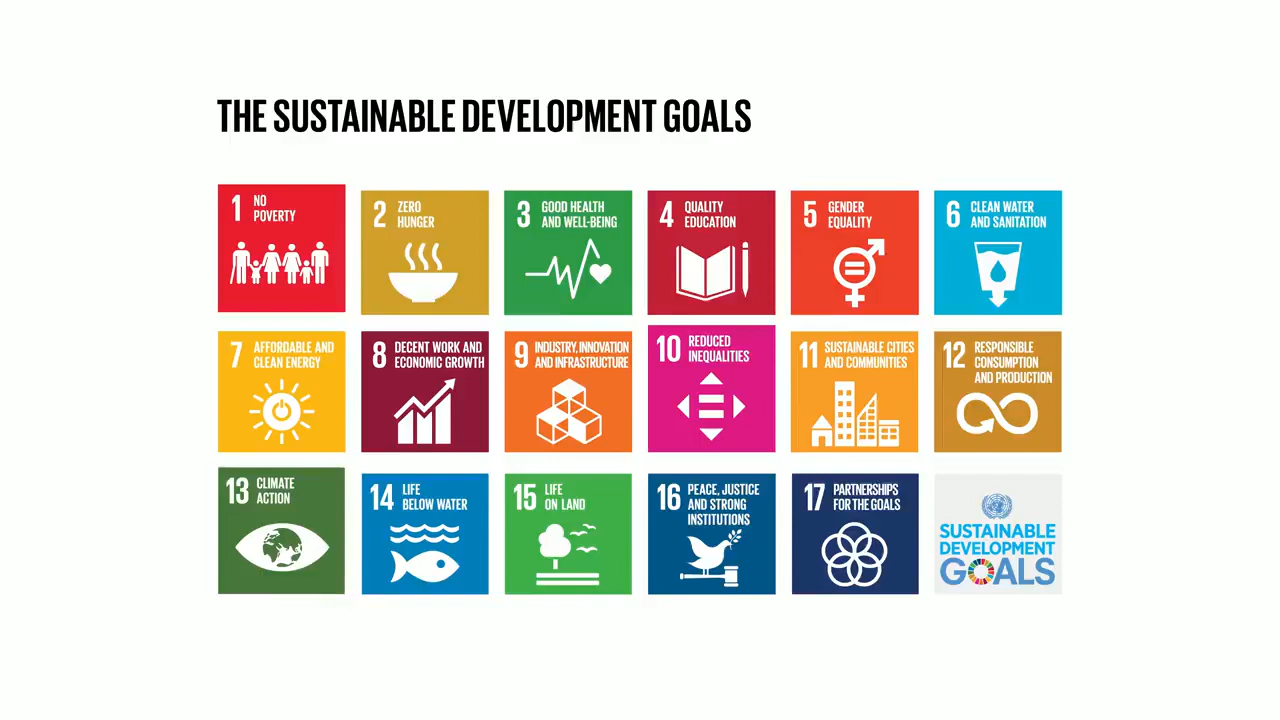 THE SUSTAINABLE DEVELOPMENT GOALS
1 NO
POVERTY
2 ZERO
HUNGER
3 GOOD HEALTH
AND WELL-BEING
4 QUALITY
EDUCATION
5 GENDER
EQUALITY
6 CLEAN WATER
AND SANITATION
7 AFFORDABLE AND
CLEAN ENERGY
8 DECENT WORK AND
ECONOMIC GROWTH
9 INDUSTRY, INNOVATION
AND INFRASTRUCTURE
10 REDUCED
INEQUALITIES
11 SUSTAINABLE CITIES
AND COMMUNITIES
12 RESPONSIBLE
CONSUMPTION
AND PRODUCTION
13 CLIMATE
ACTION
14 LIFE
BELOW WATER
15 LIFE
ON LAND
16 PEACE, JUSTICE
AND STRONG
INSTITUTIONS
17 PARTNERSHIPS
FOR THE GOALS
SUSTAINABLE
DEVELOPMENT
GOALS